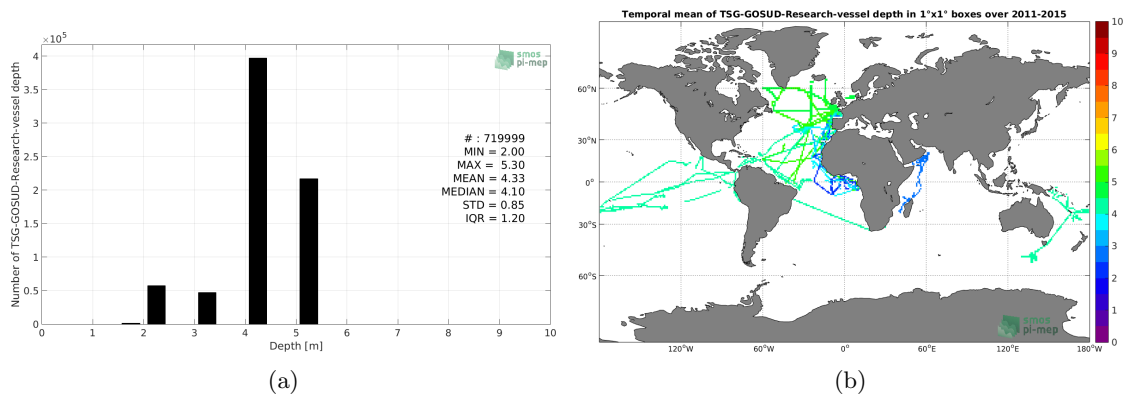 ×10⁵
4
3.5
3
2.5
2
1.5
1
0.5
0
Number of TSG-GOSUD-Research-vessel depth
smos
pi-mep
# : 719999
MIN = 2.00
MAX = 5.30
MEAN = 4.33
MEDIAN = 4.10
STD = 0.85
IQR = 1.20
0 1 2 3 4 5 6 7 8 9 10
Depth [m]
(a)
Temporal mean of TSG-GOSUD-Research-vessel depth in 1°x1° boxes over 2011-2015
60°N
30°N
0°
30°S
60°S
120°W 60°W 0° 60°E 120°E 180°W
smos
pi-mep
10
9
8
7
6
5
4
3
2
1
0
(b)